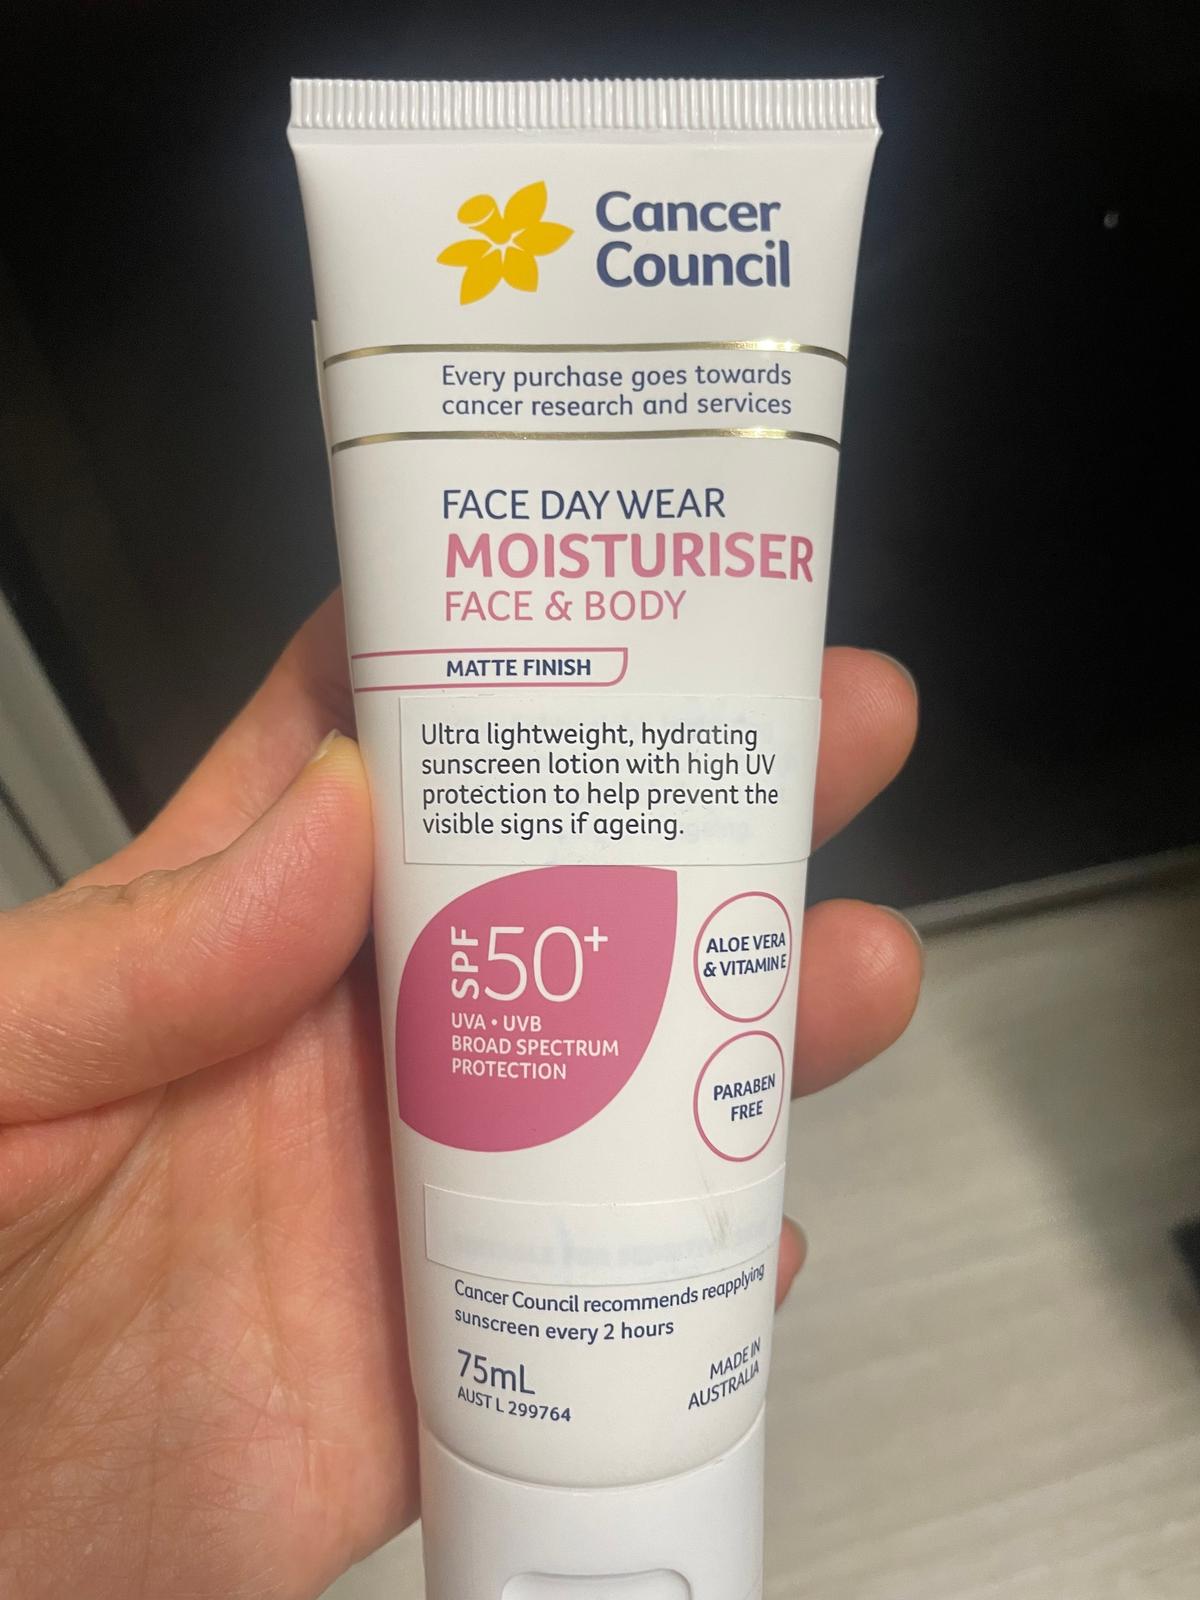 Cancer
Council
Every purchase goes towards
cancer research and services
FACE DAY WEAR
MOISTURISER
FACE & BODY
MATTE FINISH
Ultra lightweight, hydrating
sunscreen lotion with high UV
protection to help prevent the
visible signs if ageing.
SPF 50+
UVA • UVB
BROAD SPECTRUM
PROTECTION
ALOE VERA
& VITAMIN E
PARABEN
FREE
Cancer Council recommends reapplying
sunscreen every 2 hours
75mL
AUST L 299764
MADE IN
AUSTRALIA